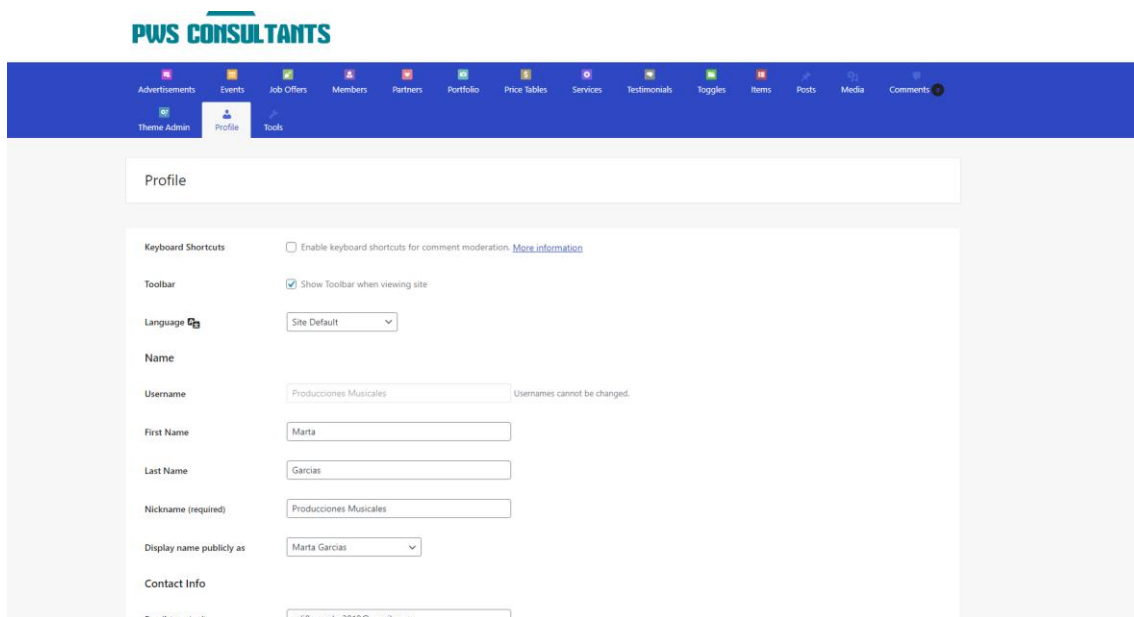 PWS CONSULTANTS
Advertisements Events Job Offers Members Partners Portfolio Price Tables Services Testimonials Toggles Items Posts Media Comments
Theme Admin Profile Tools
Profile
Keyboard Shortcuts Enable keyboard shortcuts for comment moderation. More information
Toolbar Show Toolbar when viewing site
Language Site Default
Name
Username Producciones Musicales Usernames cannot be changed.
First Name Marta
Last Name Garcias
Nickname (required) Producciones Musicales
Display name publicly as Marta Garcias
Contact Info